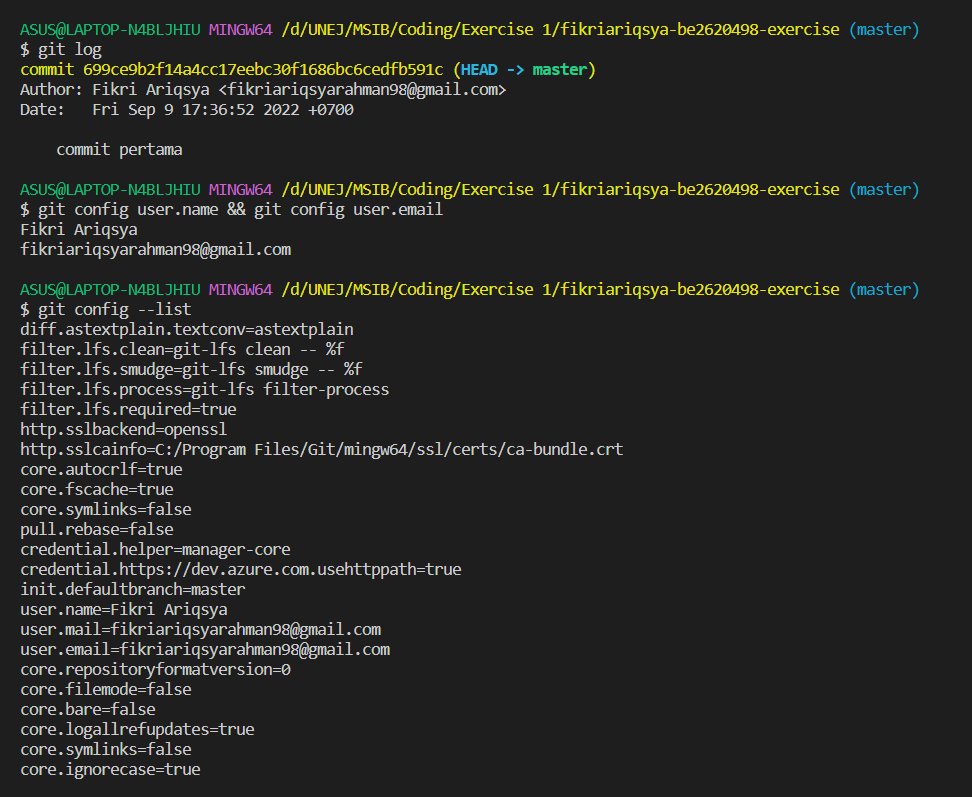 ASUS@LAPTOP-N4BLJHIU MINGW64 /d/UNEJ/MSIB/Coding/Exercise 1/fikriariqsya-be2620498-exercise (master)
$ git log
commit 699ce9b2f14a4cc17eebc30f1686bc6cedfb591c (HEAD -> master)
Author: Fikri Ariqsya <fikriariqsyarahman98@gmail.com>
Date:   Fri Sep 9 17:36:52 2022 +0700
    commit pertama
ASUS@LAPTOP-N4BLJHIU MINGW64 /d/UNEJ/MSIB/Coding/Exercise 1/fikriariqsya-be2620498-exercise (master)
$ git config user.name && git config user.email
Fikri Ariqsya
fikriariqsyarahman98@gmail.com
ASUS@LAPTOP-N4BLJHIU MINGW64 /d/UNEJ/MSIB/Coding/Exercise 1/fikriariqsya-be2620498-exercise (master)
$ git config --list
diff.astextplain.textconv=astextplain
filter.lfs.clean=git-lfs clean -- %f
filter.lfs.smudge=git-lfs smudge -- %f
filter.lfs.process=git-lfs filter-process
filter.lfs.required=true
http.sslbackend=openssl
http.sslcainfo=C:/Program Files/Git/mingw64/ssl/certs/ca-bundle.crt
core.autocrlf=true
core.fscache=true
core.symlinks=false
pull.rebase=false
credential.helper=manager-core
credential.https://dev.azure.com.usehttppath=true
init.defaultbranch=master
user.name=Fikri Ariqsya
user.mail=fikriariqsyarahman98@gmail.com
user.email=fikriariqsyarahman98@gmail.com
core.repositoryformatversion=0
core.filemode=false
core.bare=false
core.logallrefupdates=true
core.symlinks=false
core.ignorecase=true